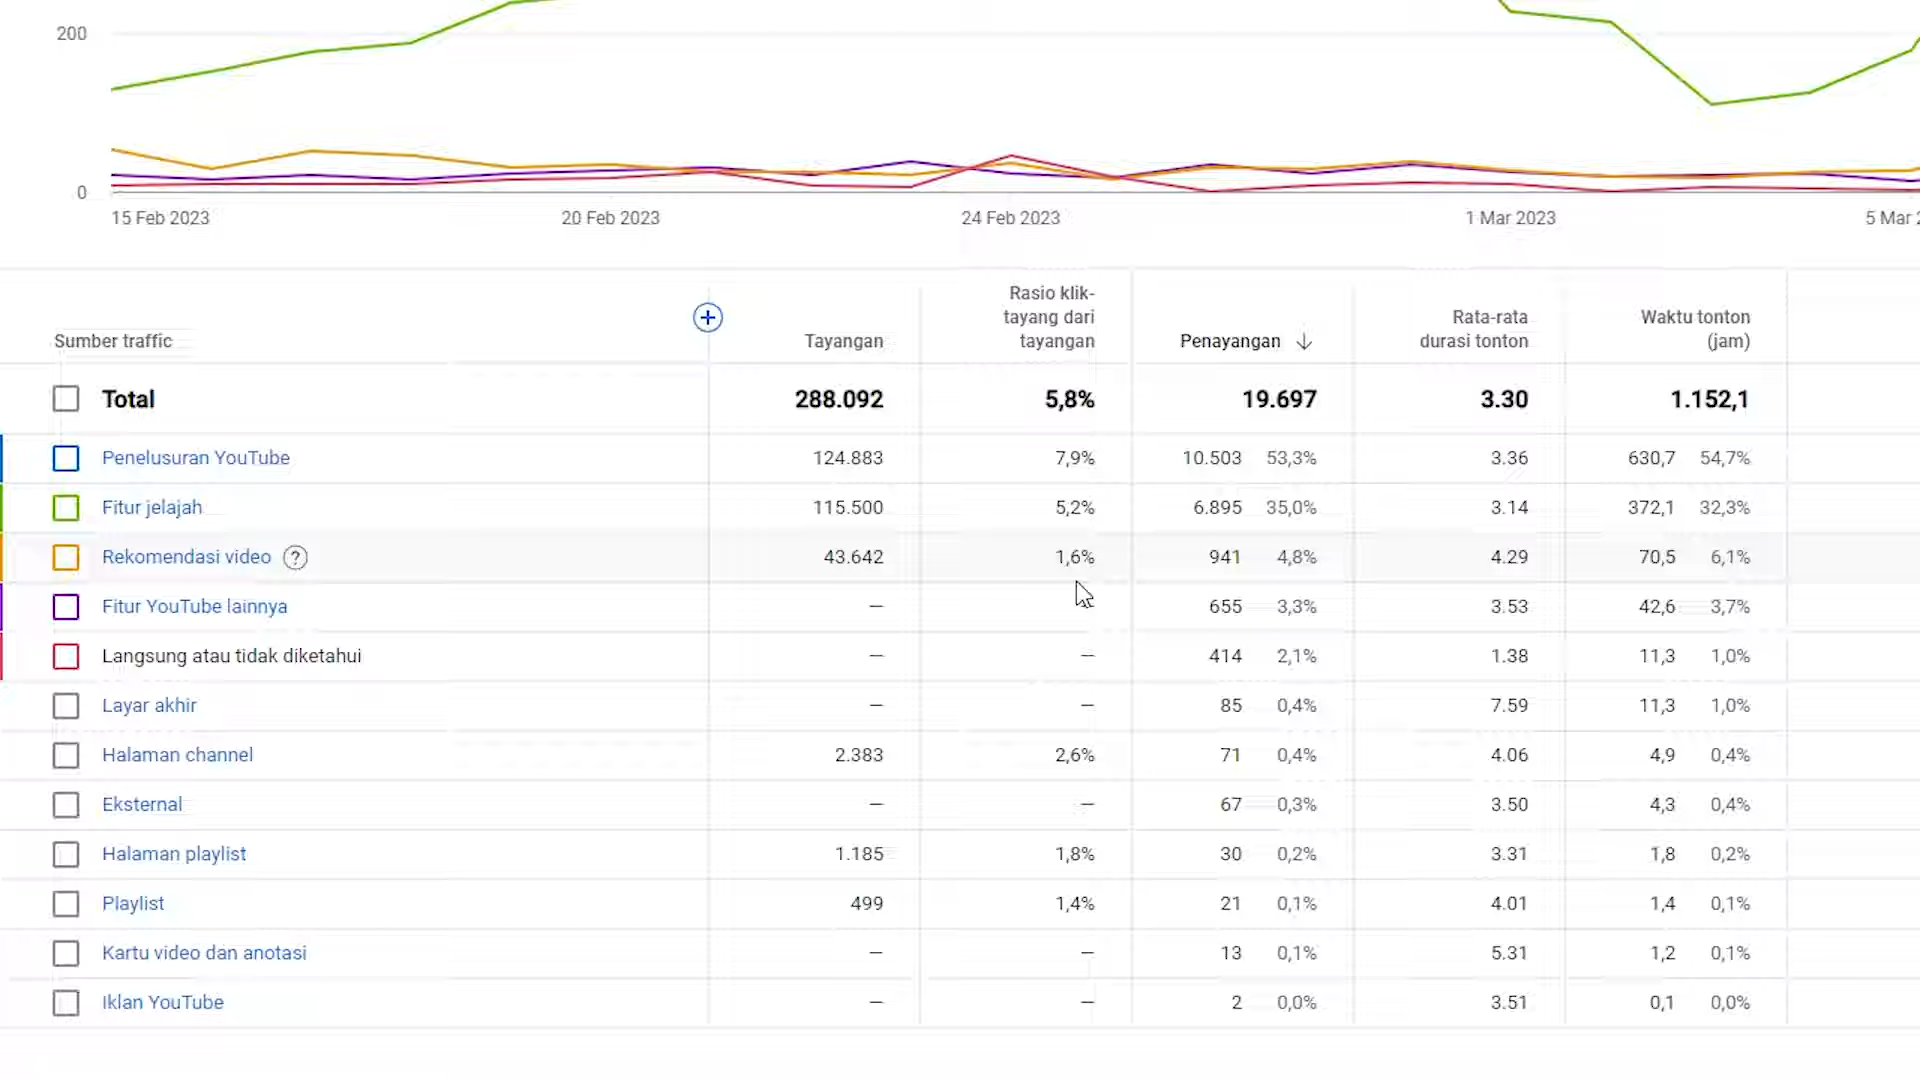 200
0
15 Feb 2023 20 Feb 2023 24 Feb 2023 1 Mar 2023 5 Mar 2
Sumber traffic Tayangan Rasio klik-tayang dari tayangan Penayangan Rata-rata durasi tonton Waktu tonton (jam)
Total 288.092 5,8% 19.697 3.30 1.152,1
Penelusuran YouTube 124.883 7,9% 10.503 53,3% 3.36 630,7 54,7%
Fitur jelajah 115.500 5,2% 6.895 35,0% 3.14 372,1 32,3%
Rekomendasi video ? 43.642 1,6% 941 4,8% 4.29 70,5 6,1%
Fitur YouTube lainnya — 655 3,3% 3.53 42,6 3,7%
Langsung atau tidak diketahui — — 414 2,1% 1.38 11,3 1,0%
Layar akhir — — 85 0,4% 7.59 11,3 1,0%
Halaman channel 2.383 2,6% 71 0,4% 4.06 4,9 0,4%
Eksternal — — 67 0,3% 3.50 4,3 0,4%
Halaman playlist 1.185 1,8% 30 0,2% 3.31 1,8 0,2%
Playlist 499 1,4% 21 0,1% 4.01 1,4 0,1%
Kartu video dan anotasi — — 13 0,1% 5.31 1,2 0,1%
Iklan YouTube — — 2 0,0% 3.51 0,1 0,0%